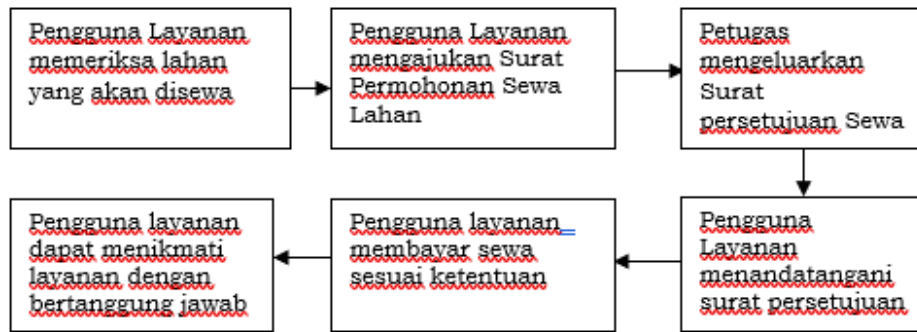 Pengguna Layanan
memeriksa lahan
yang akan disewa
Pengguna Layanan
mengajukan Surat
Permohonan Sewa
Lahan
Petugas
mengeluarkan
Surat
persetujuan Sewa
Pengguna
Layanan
menandatangani
surat persetujuan
Pengguna layanan
membayar sewa
sesuai ketentuan
Pengguna layanan
dapat menikmati
layanan dengan
bertanggung jawab